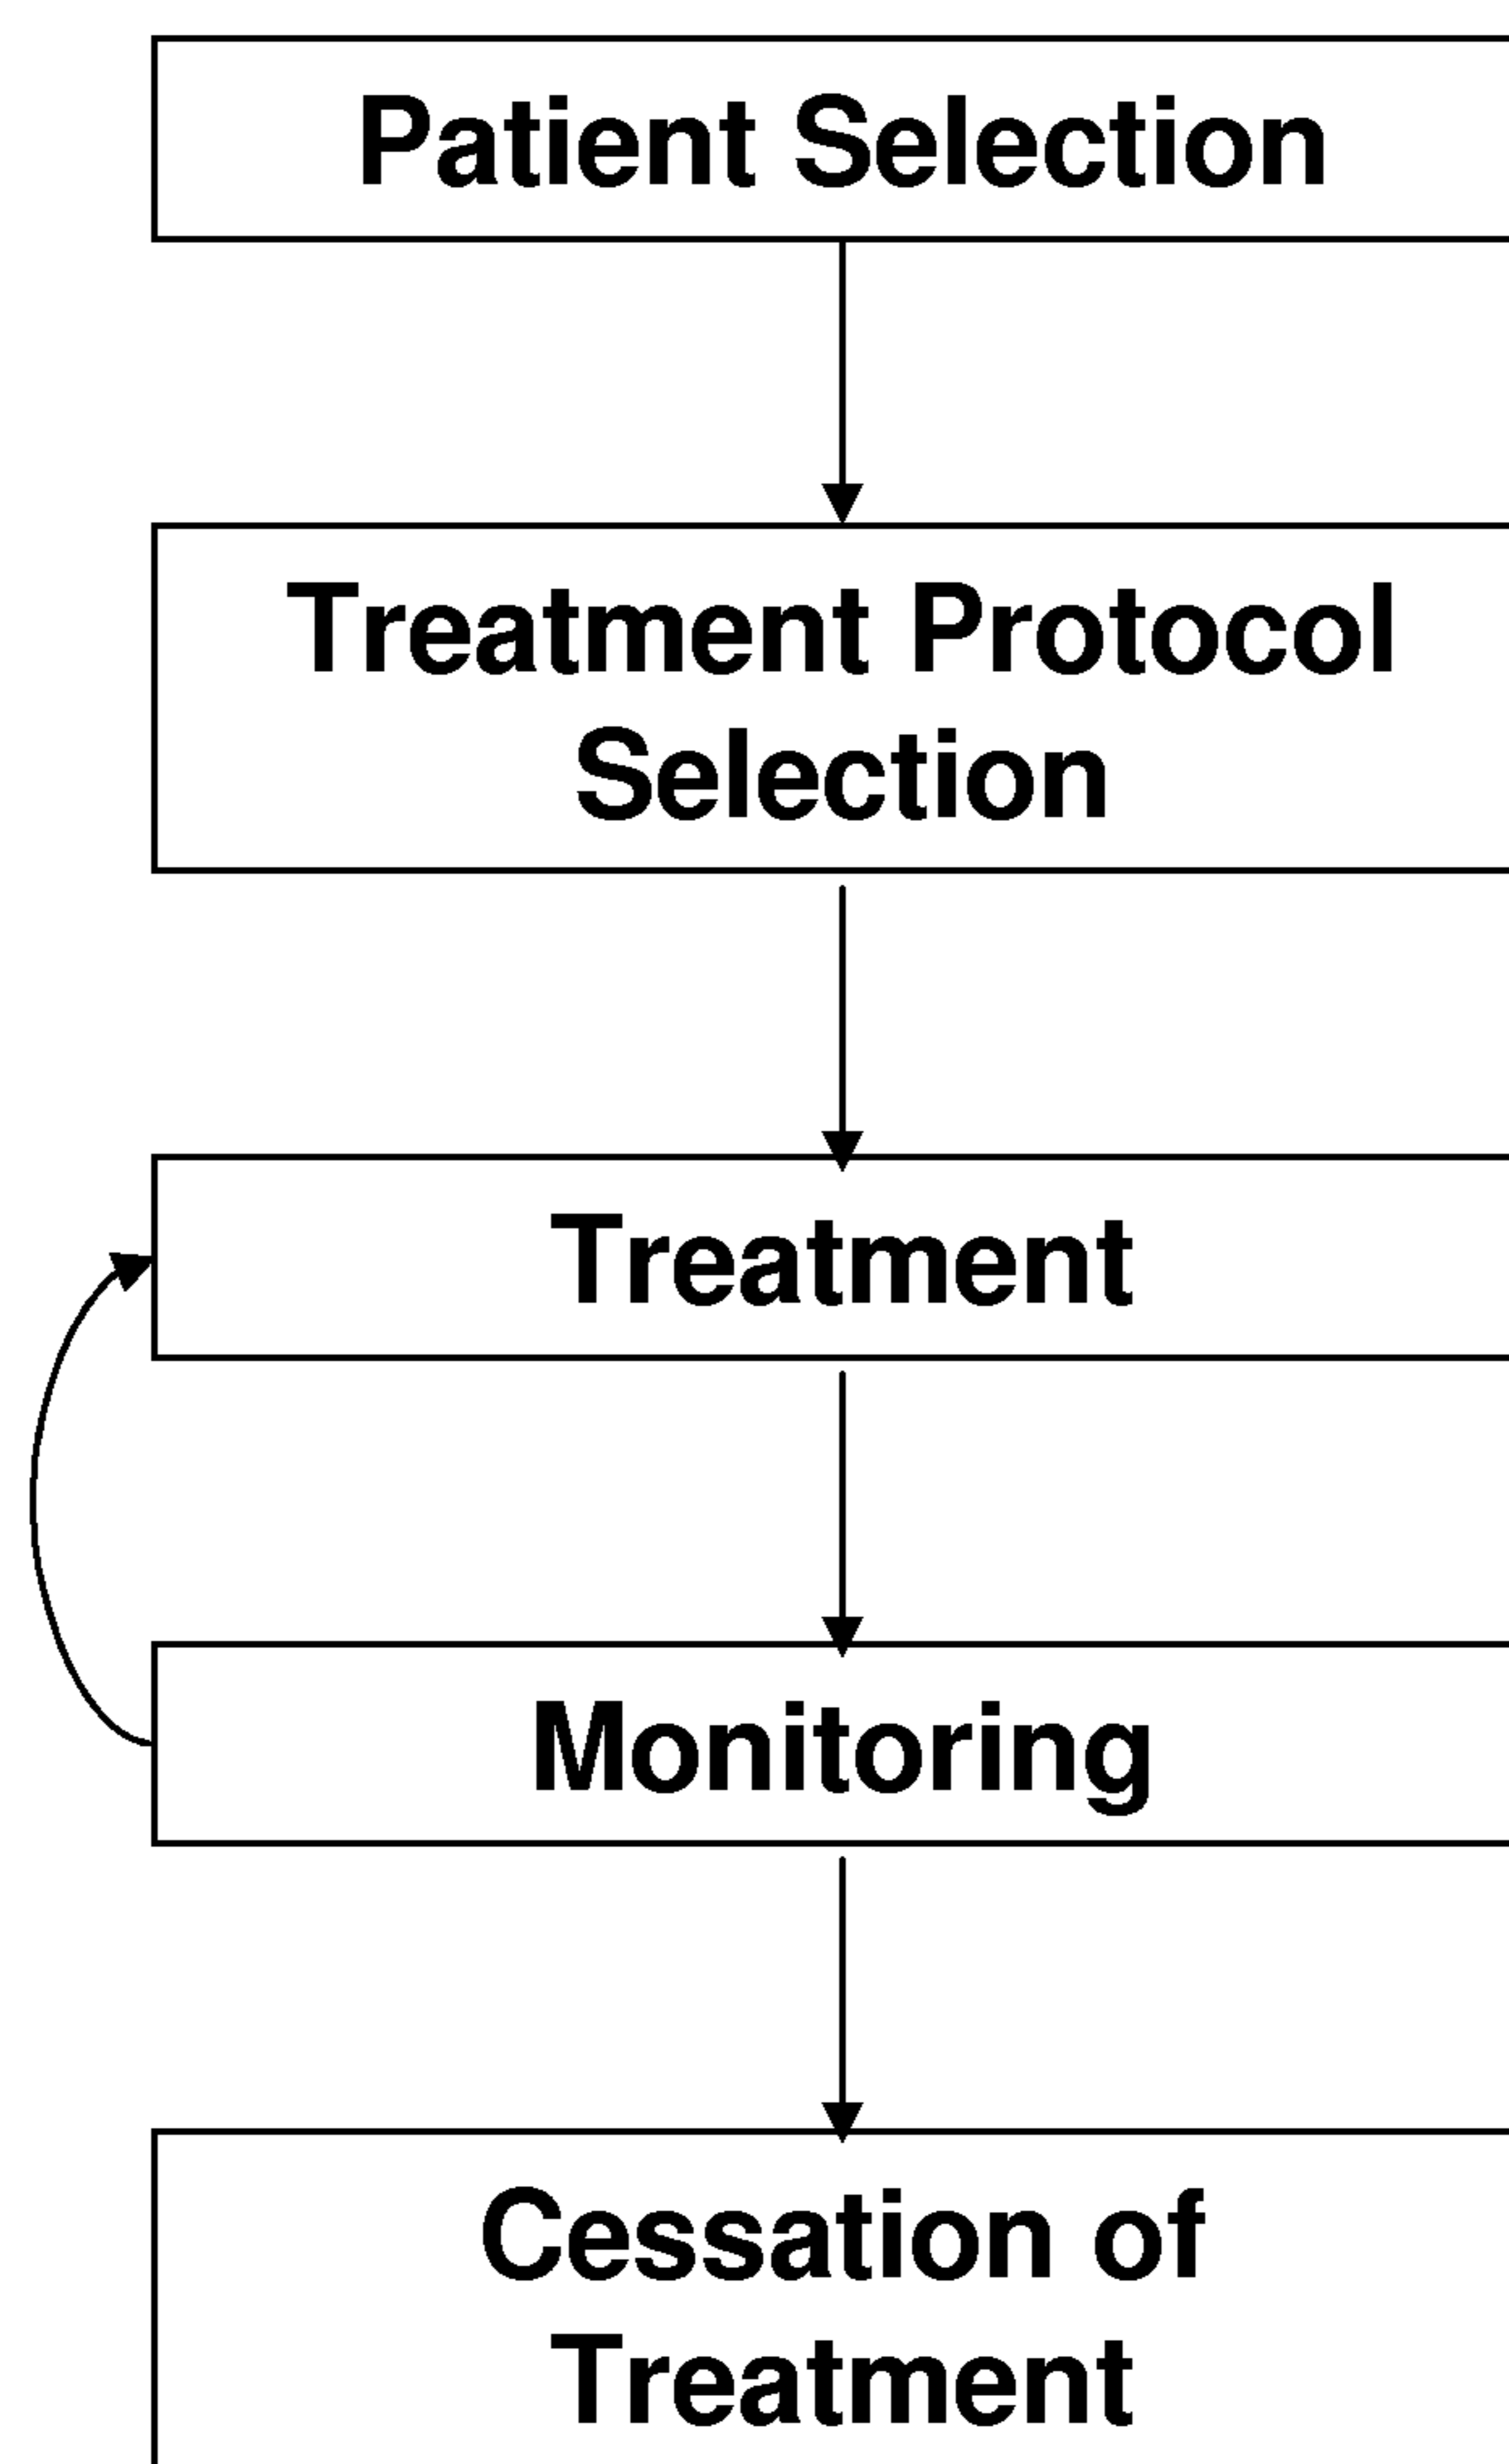 Patient Selection
Treatment Protocol
Selection
Treatment
Monitoring
Cessation of
Treatment